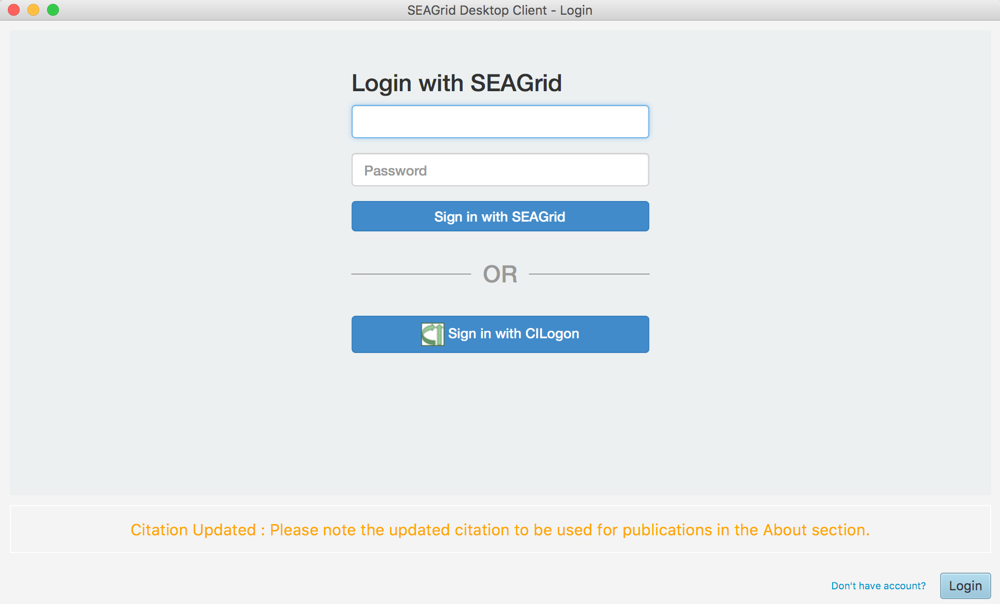 SEAGrid Desktop Client - Login
Login with SEAGrid
Password
Sign in with SEAGrid
OR
Sign in with CILogon
Citation Updated : Please note the updated citation to be used for publications in the About section.
Don't have account?
Login